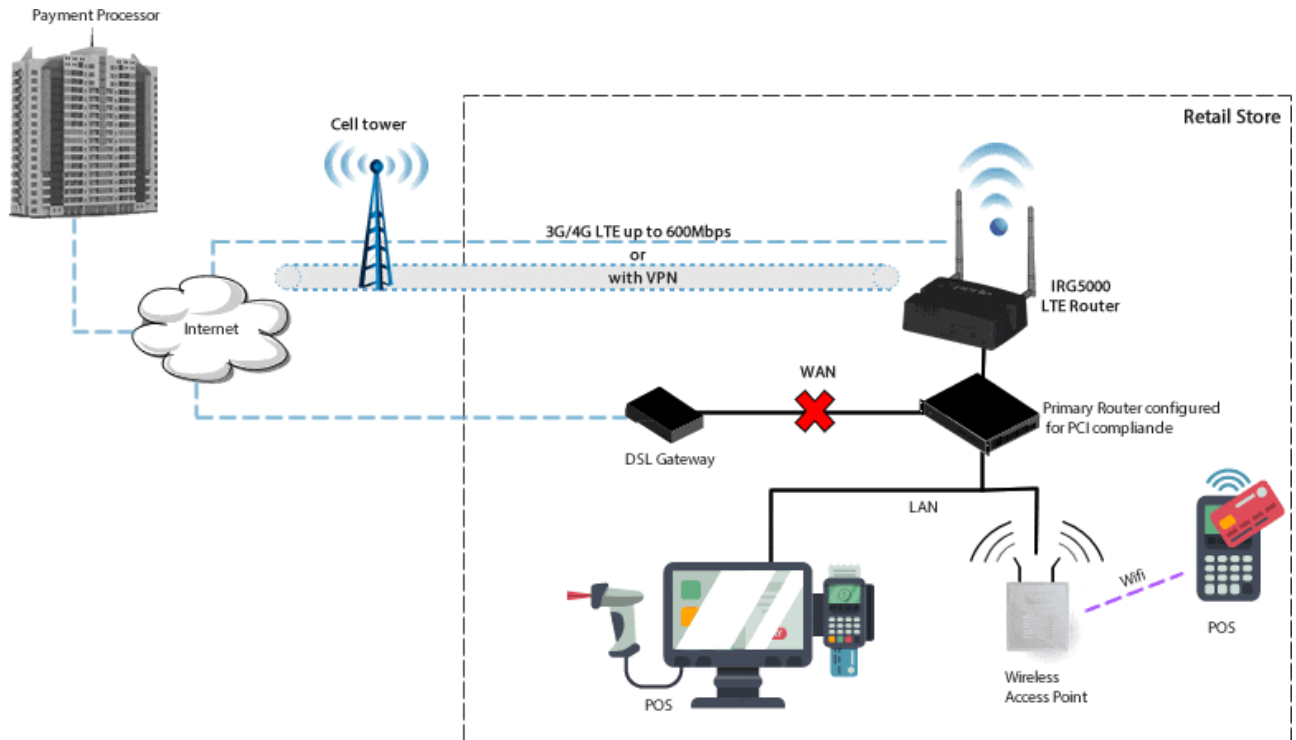 Payment Processor
Retail Store
Cell tower
3G/4G LTE up to 600Mbps
or
with VPN
IRG5000
LTE Router
Internet
WAN
Primary Router configured
for PCI compliande
DSL Gateway
LAN
Wifi
POS
Wireless
Access Point
POS